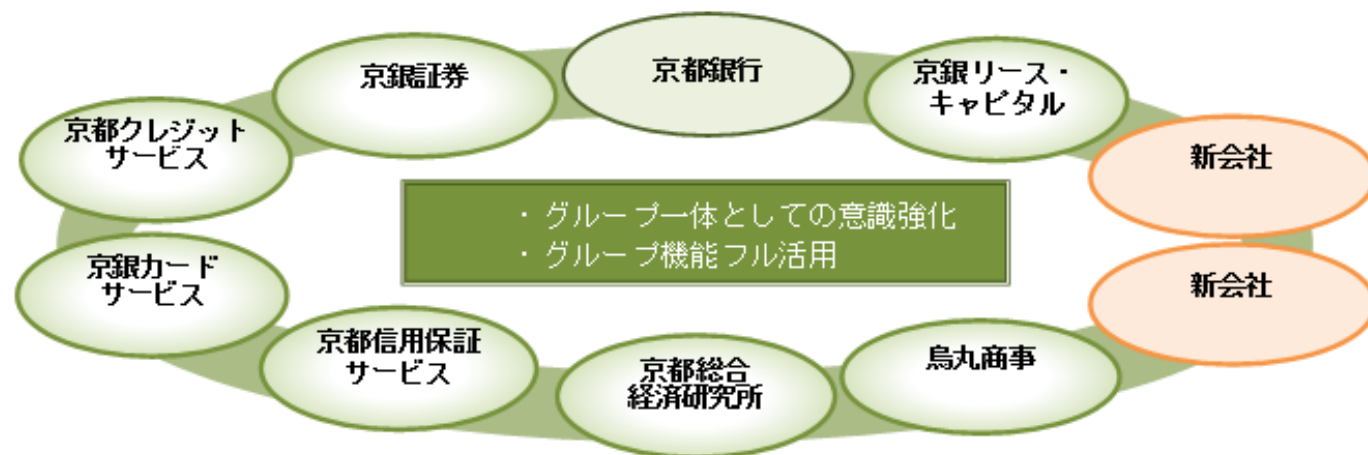 京都銀行
京銀リース・
キャピタル
新会社
新会社
烏丸商事
京都総合
経済研究所
京都信用保証
サービス
京銀カード
サービス
京都クレジット
サービス
京銀証券
・グループ一体としての意識強化
・グループ機能フル活用